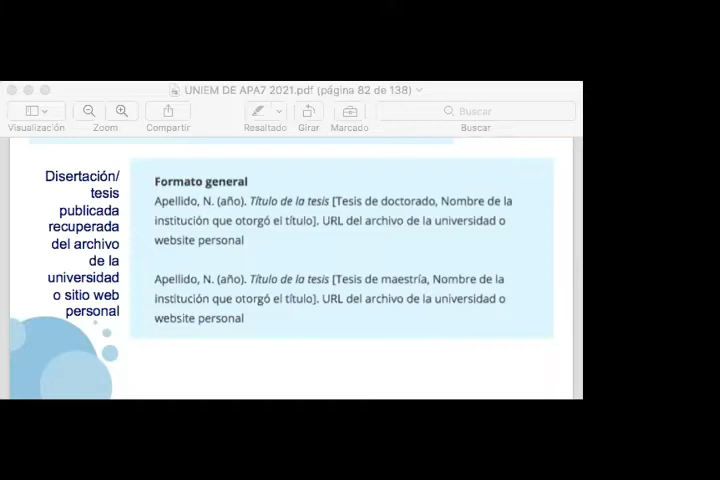 UNIEM DE APA7 2021.pdf (página 82 de 138)
Visualización
Zoom
Compartir
Resaltado
Girar
Marcado
Buscar
Buscar
Disertación/
tesis
publicada
recuperada
del archivo
de la
universidad
o sitio web
personal
Formato general
Apellido, N. (año). Título de la tesis [Tesis de doctorado, Nombre de la
institución que otorgó el título]. URL del archivo de la universidad o
website personal
Apellido, N. (año). Título de la tesis [Tesis de maestría, Nombre de la
institución que otorgó el título]. URL del archivo de la universidad o
website personal